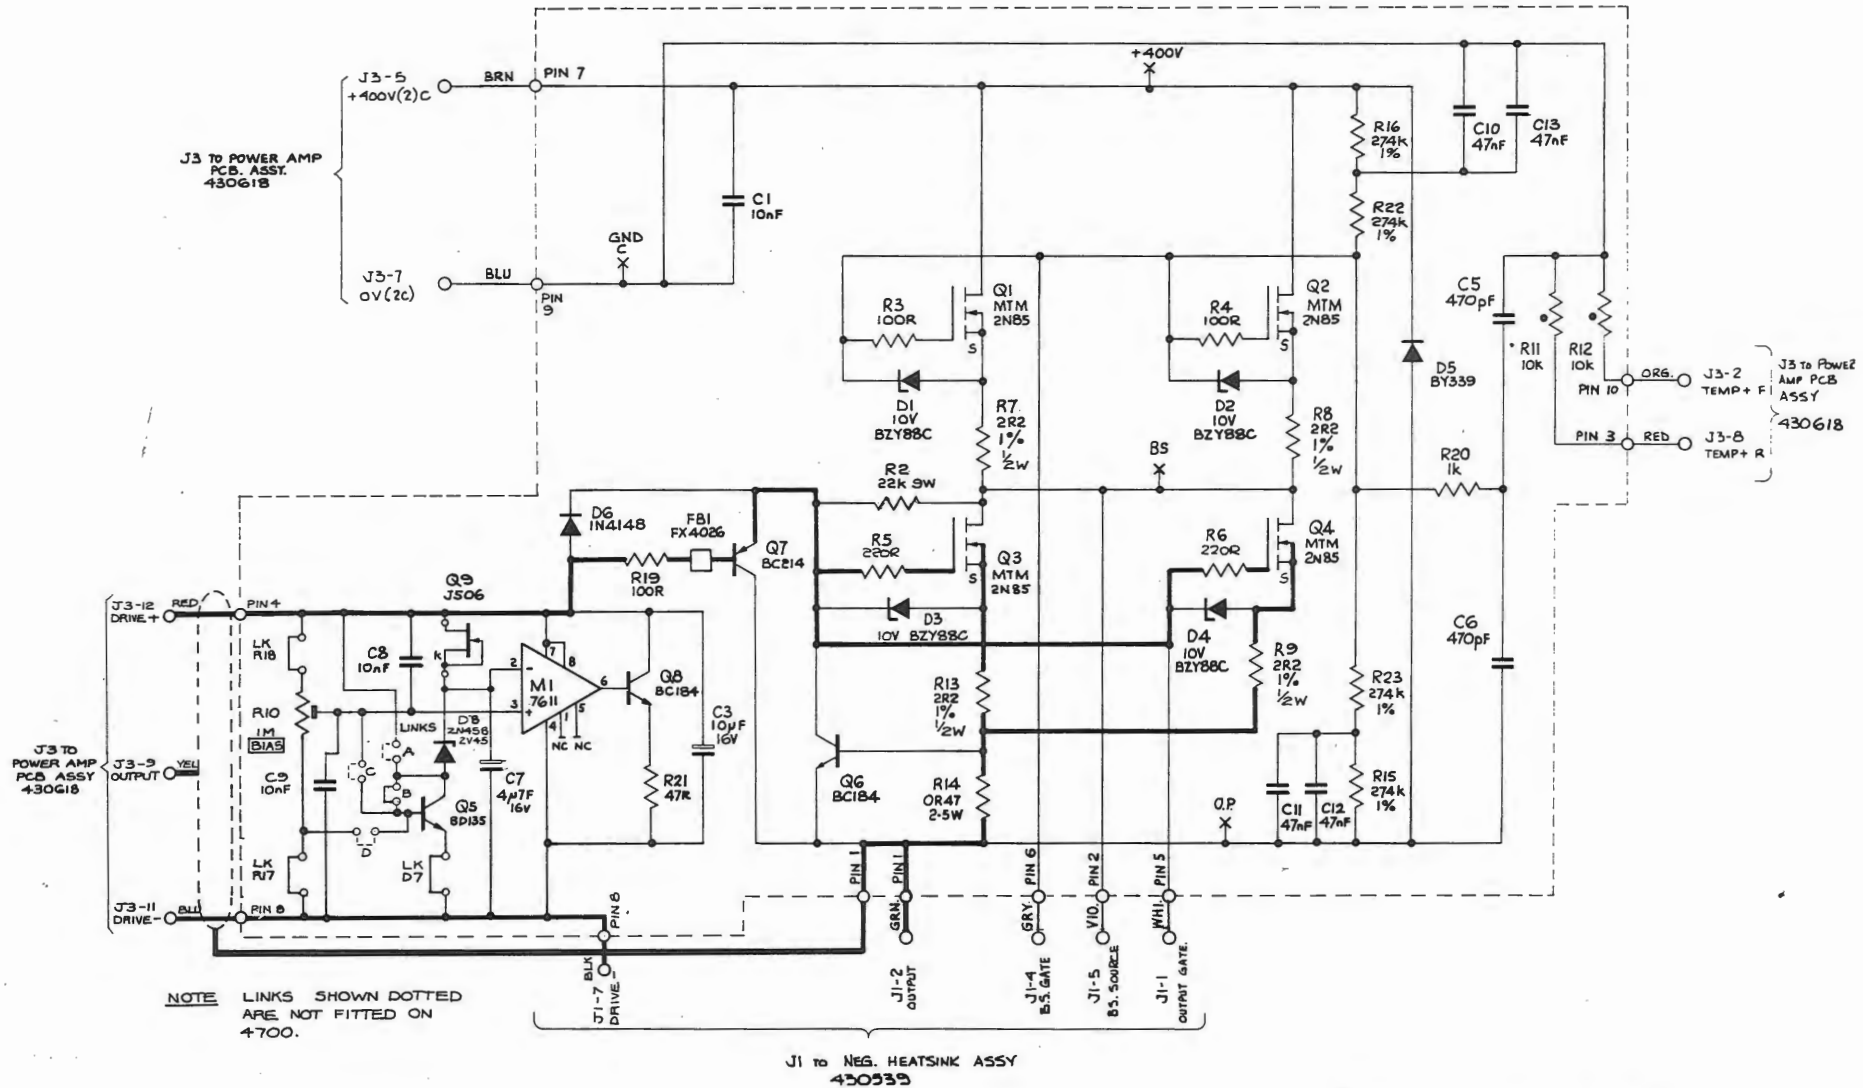 +400V
J3-5
+400V(2)C
BRN
PIN 7
J3 TO POWER AMP
PCB. ASSY.
430618
J3-7
0V(2C)
BLU
PIN
9
GND
C
C1
10nF
R16
274k
1%
C10
47nF
C13
47nF
R22
274k
1%
R3
100R
Q1
MTM
2N85
S
D1
10V
BZY88C
R4
100R
Q2
MTM
2N85
S
D2
10V
BZY88C
D5
BY339
C5
470pF
R11
10k
R12
10k
PIN 10
ORG.
J3-2
TEMP+ F
PIN 3
RED
J3-8
TEMP+ R
J3 TO POWER
AMP PCB
ASSY
430618
R7
2R2
1%
1/2W
R8
2R2
1%
1/2W
BS
R20
1k
R2
22k 9W
D6
1N4148
FB1
FX4026
R19
100R
Q7
BC214
R5
220R
Q3
MTM
2N85
S
D3
10V BZY88C
R6
220R
Q4
MTM
2N85
S
D4
10V
BZY88C
R9
2R2
1%
1/2W
C6
470pF
Q9
J506
k
J3-12
DRIVE+
RED
PIN 4
LK
R18
C8
10nF
R10
1M
BIAS
LINKS
A
B
C
D
D8
ZN458
2V45
2
3
M1
7611
7
8
6
4
1
5
NC
NC
Q8
BC184
C3
10µF
16V
R21
47R
C7
4µ7F
16V
C9
10nF
Q5
BD135
LK
D7
LK
R17
J3 TO
POWER AMP
PCB ASSY
430618
J3-9
OUTPUT
YEL
J3-11
DRIVE-
BLU
PIN 8
R13
2R2
1%
1/2W
Q6
BC184
R14
0R47
2.5W
O.P.
C11
47nF
C12
47nF
R23
274k
1%
R15
274k
1%
PIN 8
BLK
J1-7
DRIVE-
PIN 1
PIN 1
GRN.
J1-2
OUTPUT
PIN 6
GRY.
J1-4
B.S. GATE
PIN 2
VIO.
J1-5
B.S. SOURCE
PIN 5
WHI.
J1-1
OUTPUT GATE.
NOTE LINKS SHOWN DOTTED
ARE NOT FITTED ON
4700.
J1 TO NEG. HEATSINK ASSY
430539